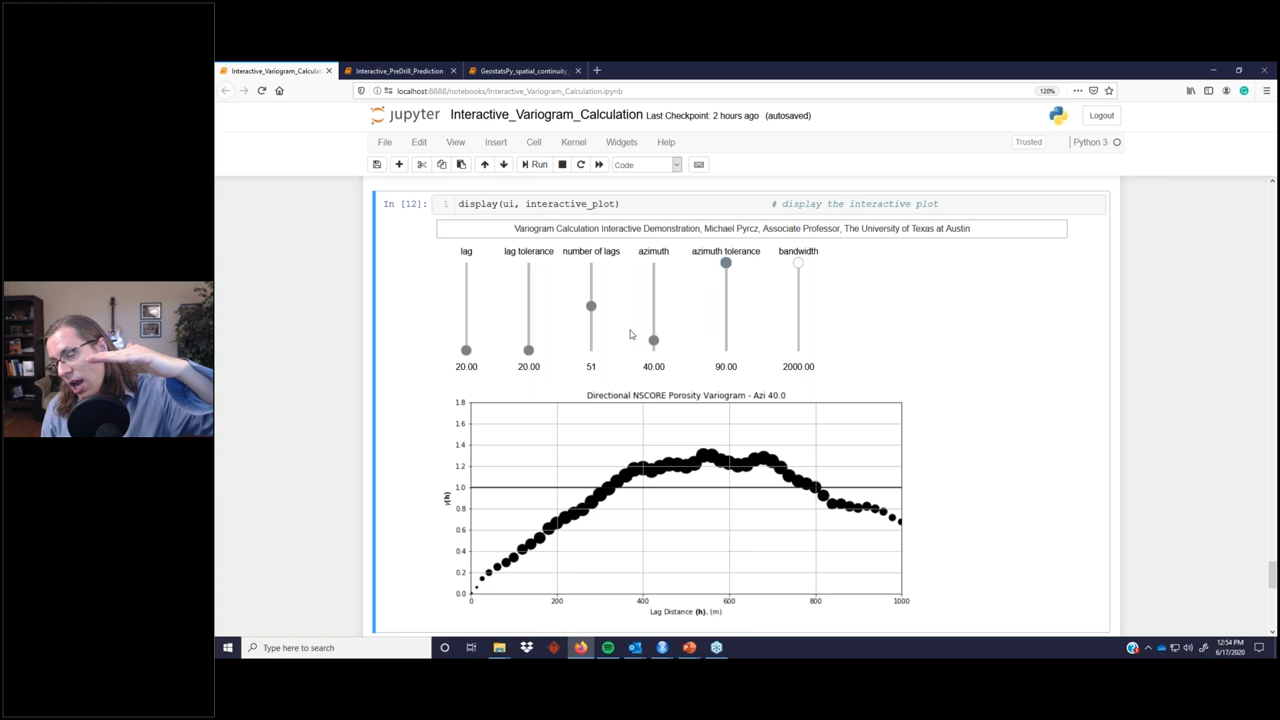 Interactive_Variogram_Calculat
Interactive_PreDrill_Prediction
GeostatsPy_spatial_continuity_
localhost:8888/notebooks/Interactive_Variogram_Calculation.ipynb
120%
jupyter Interactive_Variogram_Calculation Last Checkpoint: 2 hours ago (autosaved)
Logout
File Edit View Insert Cell Kernel Widgets Help
Trusted
Python 3
Run
Code
In [12]: 1 display(ui, interactive_plot) # display the interactive plot
Variogram Calculation Interactive Demonstration, Michael Pyrcz, Associate Professor, The University of Texas at Austin
lag lag tolerance number of lags azimuth azimuth tolerance bandwidth
20.00 20.00 51 40.00 90.00 2000.00
Directional NSCORE Porosity Variogram - Azi 40.0
1.8
1.6
1.4
1.2
1.0
0.8
0.6
0.4
0.2
0.0
γ(h)
0 200 400 600 800 1000
Lag Distance (h), (m)
Type here to search
12:54 PM
6/17/2020